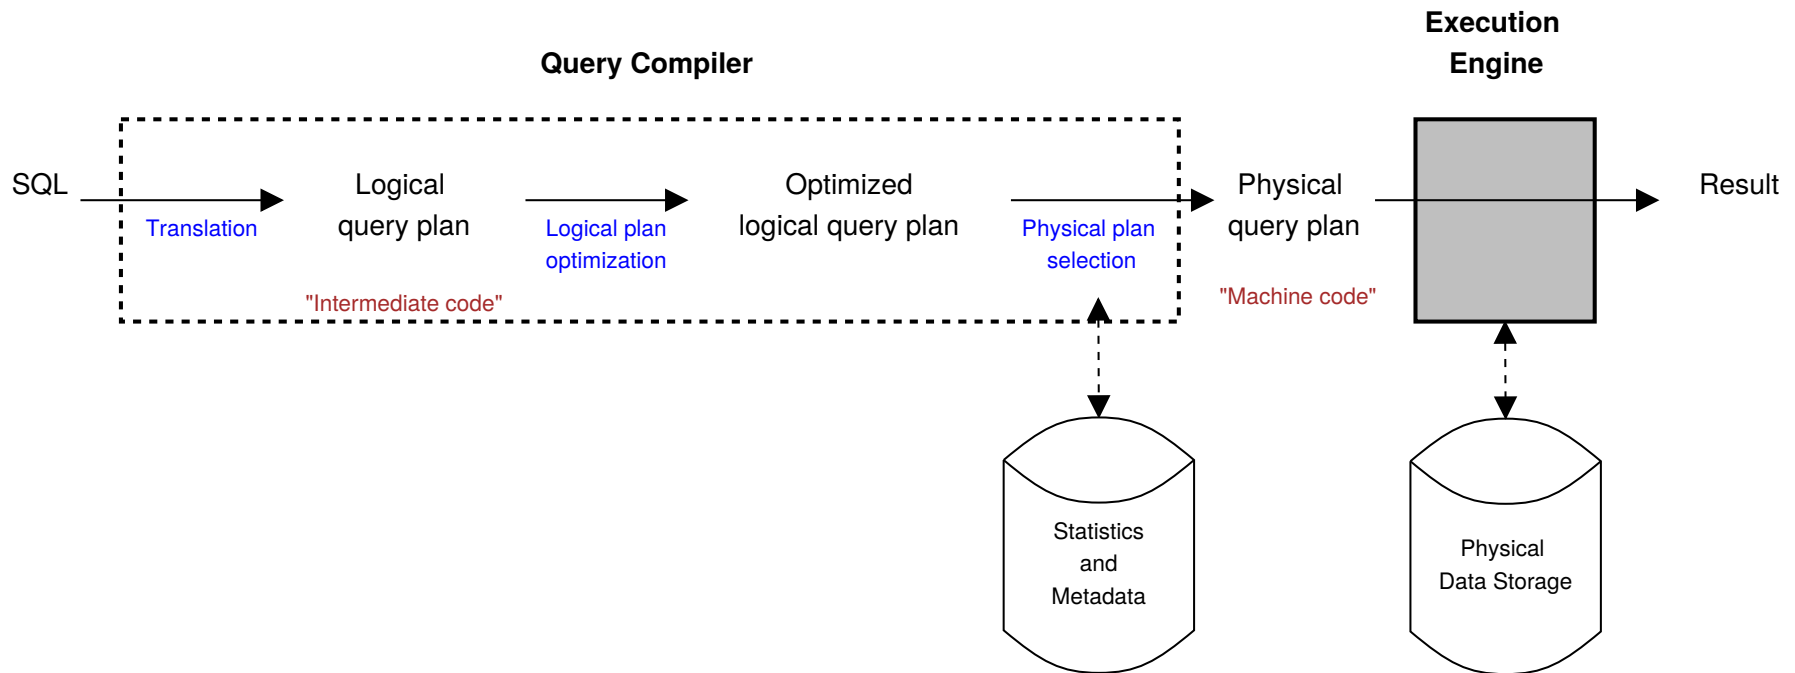 Execution
Engine
Query Compiler
SQL
Translation
Logical
query plan
"Intermediate code"
Logical plan
optimization
Optimized
logical query plan
Physical plan
selection
Physical
query plan
"Machine code"
Result
Statistics
and
Metadata
Physical
Data Storage